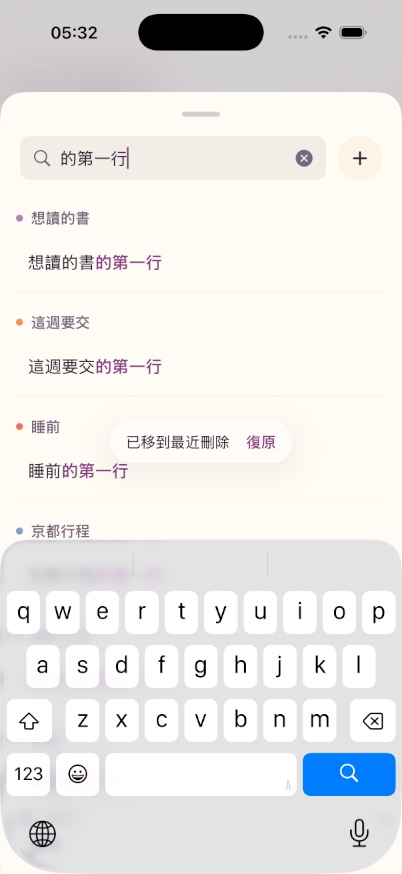 05:32
的第一行
想讀的書
想讀的書的第一行
這週要交
這週要交的第一行
睡前
已移到最近刪除 復原
睡前的第一行
京都行程
q w e r t y u i o p
a s d f g h j k l
z x c v b n m
123
A